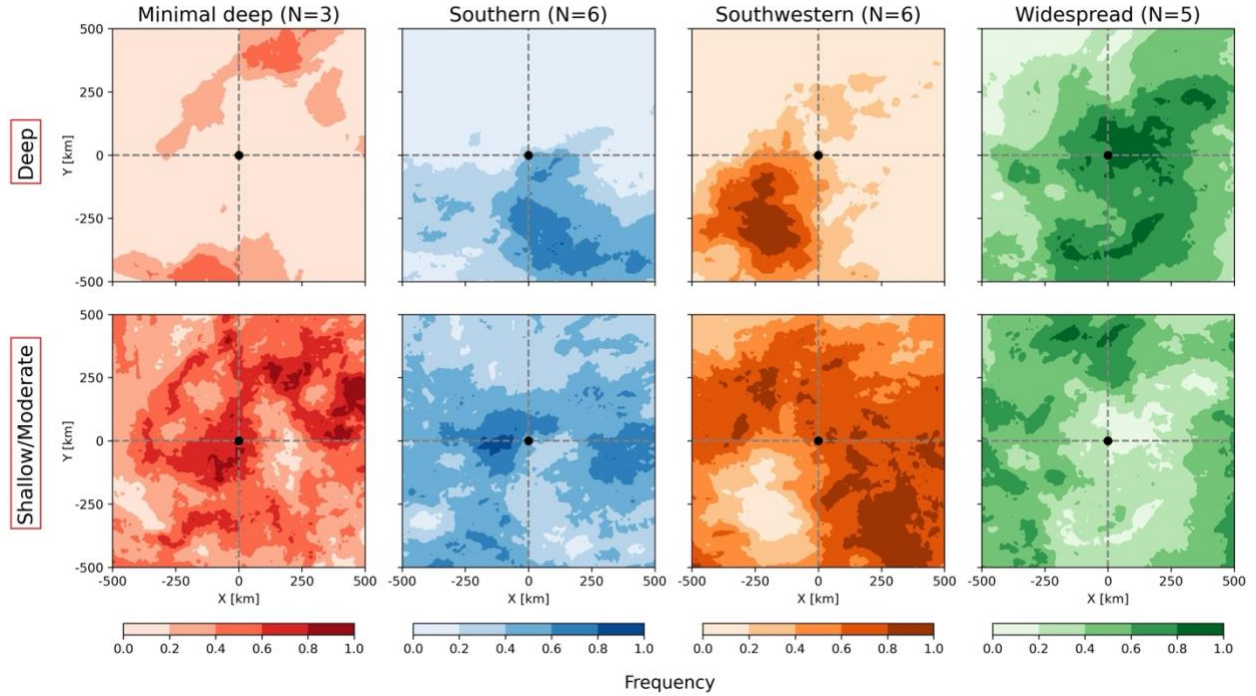 Minimal deep (N=3) Southern (N=6) Southwestern (N=6) Widespread (N=5)
Deep
Y [km]
500
250
0
-250
-500
Shallow/Moderate
Y [km]
500
250
0
-250
-500
-500 -250 0 250 500 -500 -250 0 250 500 -500 -250 0 250 500 -500 -250 0 250 500
X [km] X [km] X [km] X [km]
0.0 0.2 0.4 0.6 0.8 1.0 0.0 0.2 0.4 0.6 0.8 1.0 0.0 0.2 0.4 0.6 0.8 1.0 0.0 0.2 0.4 0.6 0.8 1.0
Frequency